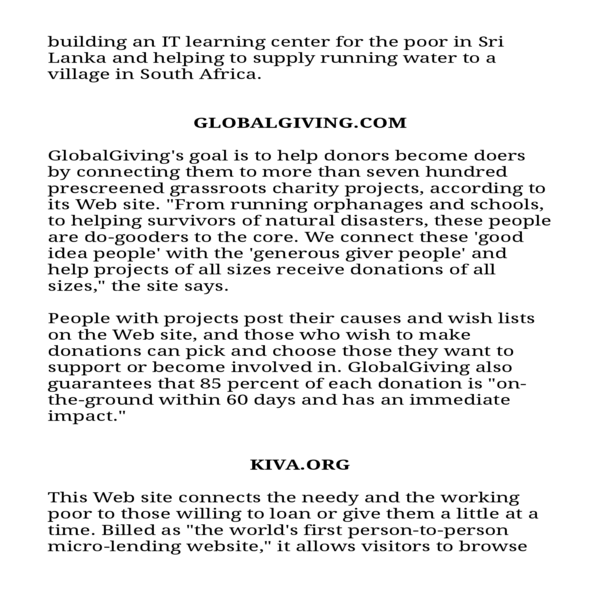 building an IT learning center for the poor in Sri
Lanka and helping to supply running water to a
village in South Africa.
GLOBALGIVING.COM
GlobalGiving's goal is to help donors become doers
by connecting them to more than seven hundred
prescreened grassroots charity projects, according to
its Web site. "From running orphanages and schools,
to helping survivors of natural disasters, these people
are do-gooders to the core. We connect these 'good
idea people' with the 'generous giver people' and
help projects of all sizes receive donations of all
sizes," the site says.
People with projects post their causes and wish lists
on the Web site, and those who wish to make
donations can pick and choose those they want to
support or become involved in. GlobalGiving also
guarantees that 85 percent of each donation is "on-
the-ground within 60 days and has an immediate
impact."
KIVA.ORG
This Web site connects the needy and the working
poor to those willing to loan or give them a little at a
time. Billed as "the world's first person-to-person
micro-lending website," it allows visitors to browse